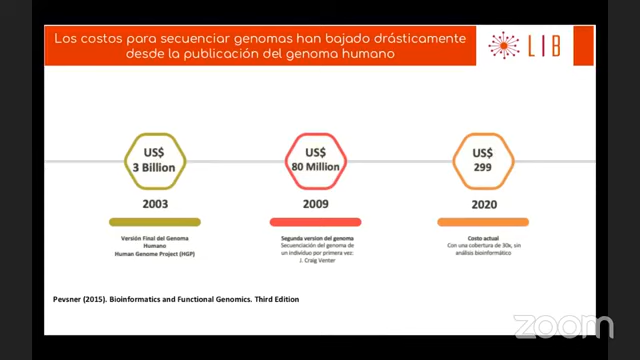 Los costos para secuenciar genomas han bajado drásticamente
desde la publicación del genoma humano
LIB
US$
3 Billion
2003
Versión Final del Genoma
Humano
Human Genome Project (HGP)
US$
80 Million
2009
Segunda version del genoma
Secuenciación del genoma de
un individuo por primera vez:
J. Craig Venter
US$
299
2020
Costo actual
Con una cobertura de 30x, sin
análisis bioinformático
Pevsner (2015). Bioinformatics and Functional Genomics. Third Edition
zoom